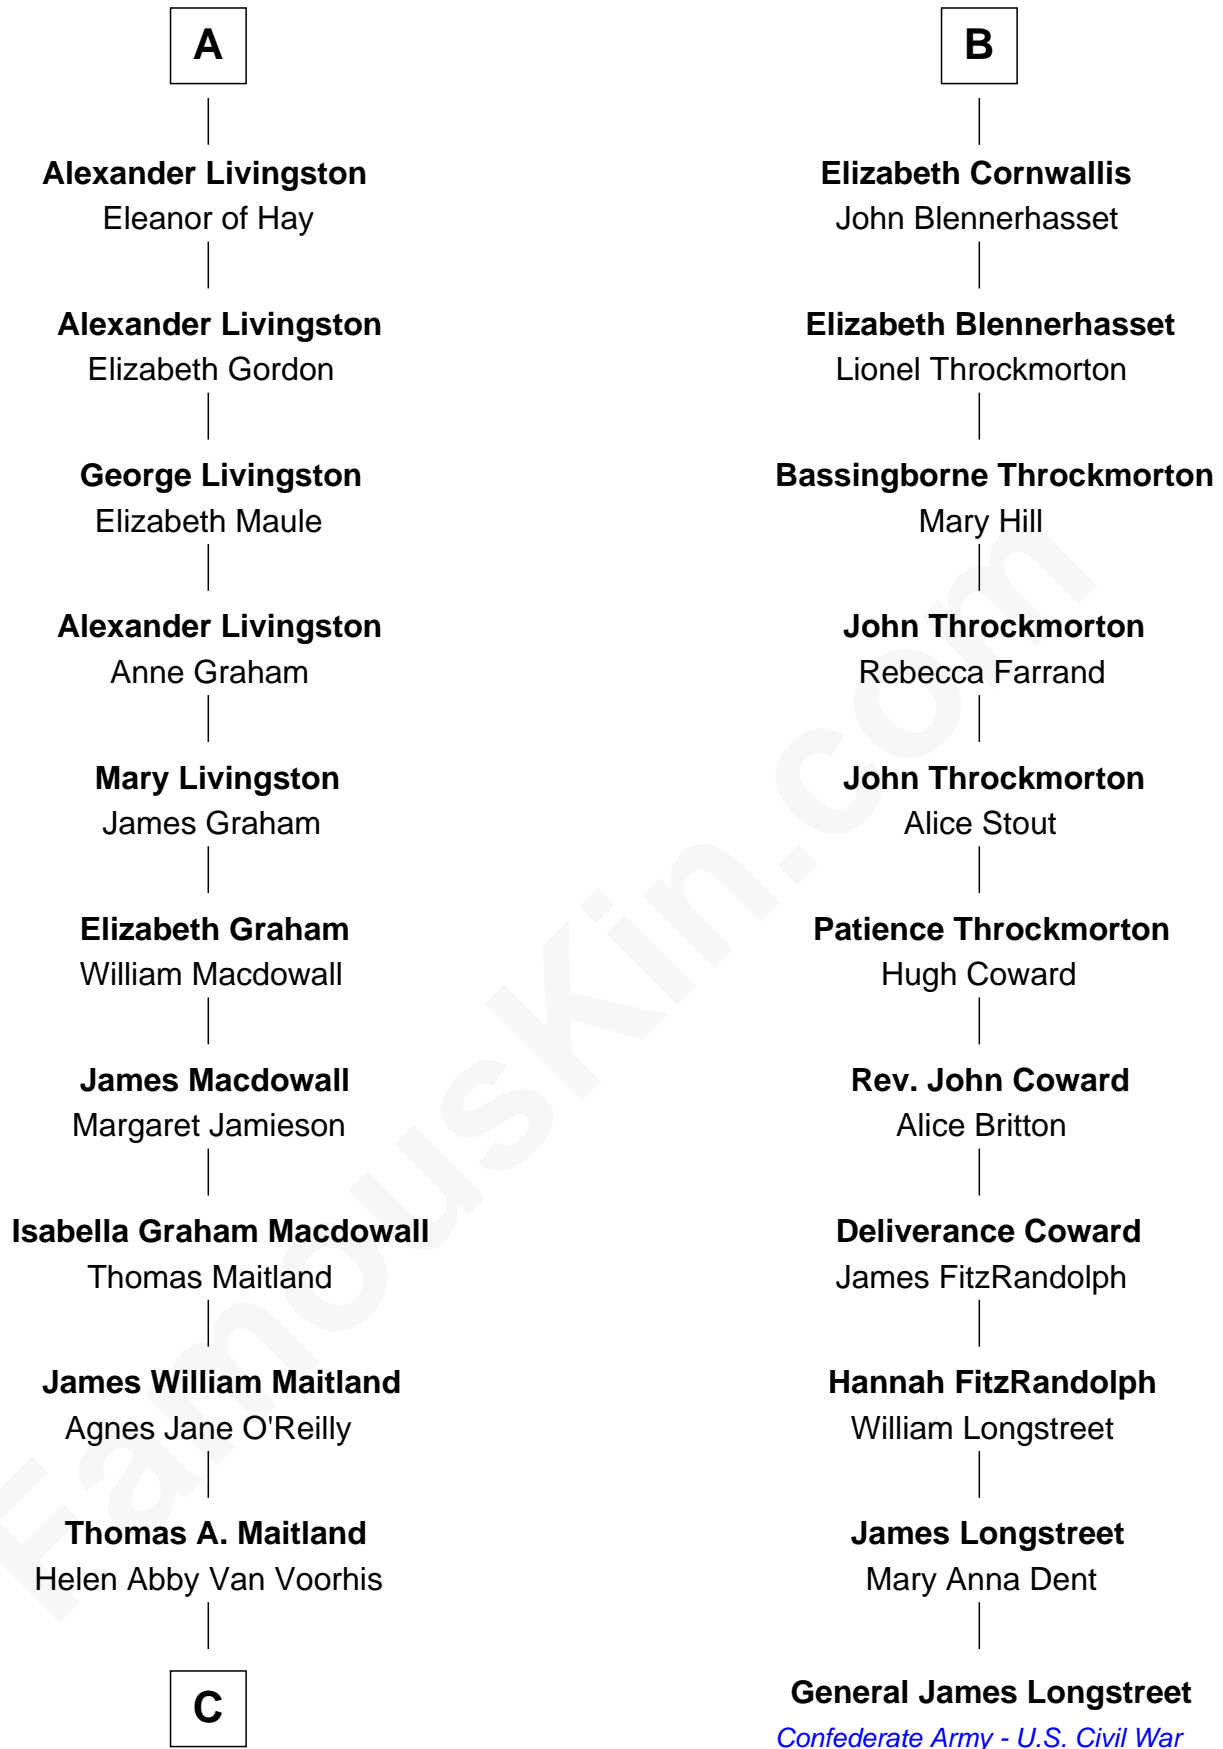 A
Alexander Livingston
Eleanor of Hay
Alexander Livingston
Elizabeth Gordon
George Livingston
Elizabeth Maule
Alexander Livingston
Anne Graham
Mary Livingston
James Graham
Elizabeth Graham
William Macdowall
James Macdowall
Margaret Jamieson
Isabella Graham Macdowall
Thomas Maitland
James William Maitland
Agnes Jane O'Reilly
Thomas A. Maitland
Helen Abby Van Voorhis
C
B
Elizabeth Cornwallis
John Blennerhasset
Elizabeth Blennerhasset
Lionel Throckmorton
Bassingborne Throckmorton
Mary Hill
John Throckmorton
Rebecca Farrand
John Throckmorton
Alice Stout
Patience Throckmorton
Hugh Coward
Rev. John Coward
Alice Britton
Deliverance Coward
James FitzRandolph
Hannah FitzRandolph
William Longstreet
James Longstreet
Mary Anna Dent
General James Longstreet
Confederate Army - U.S. Civil War
FamousKin.com